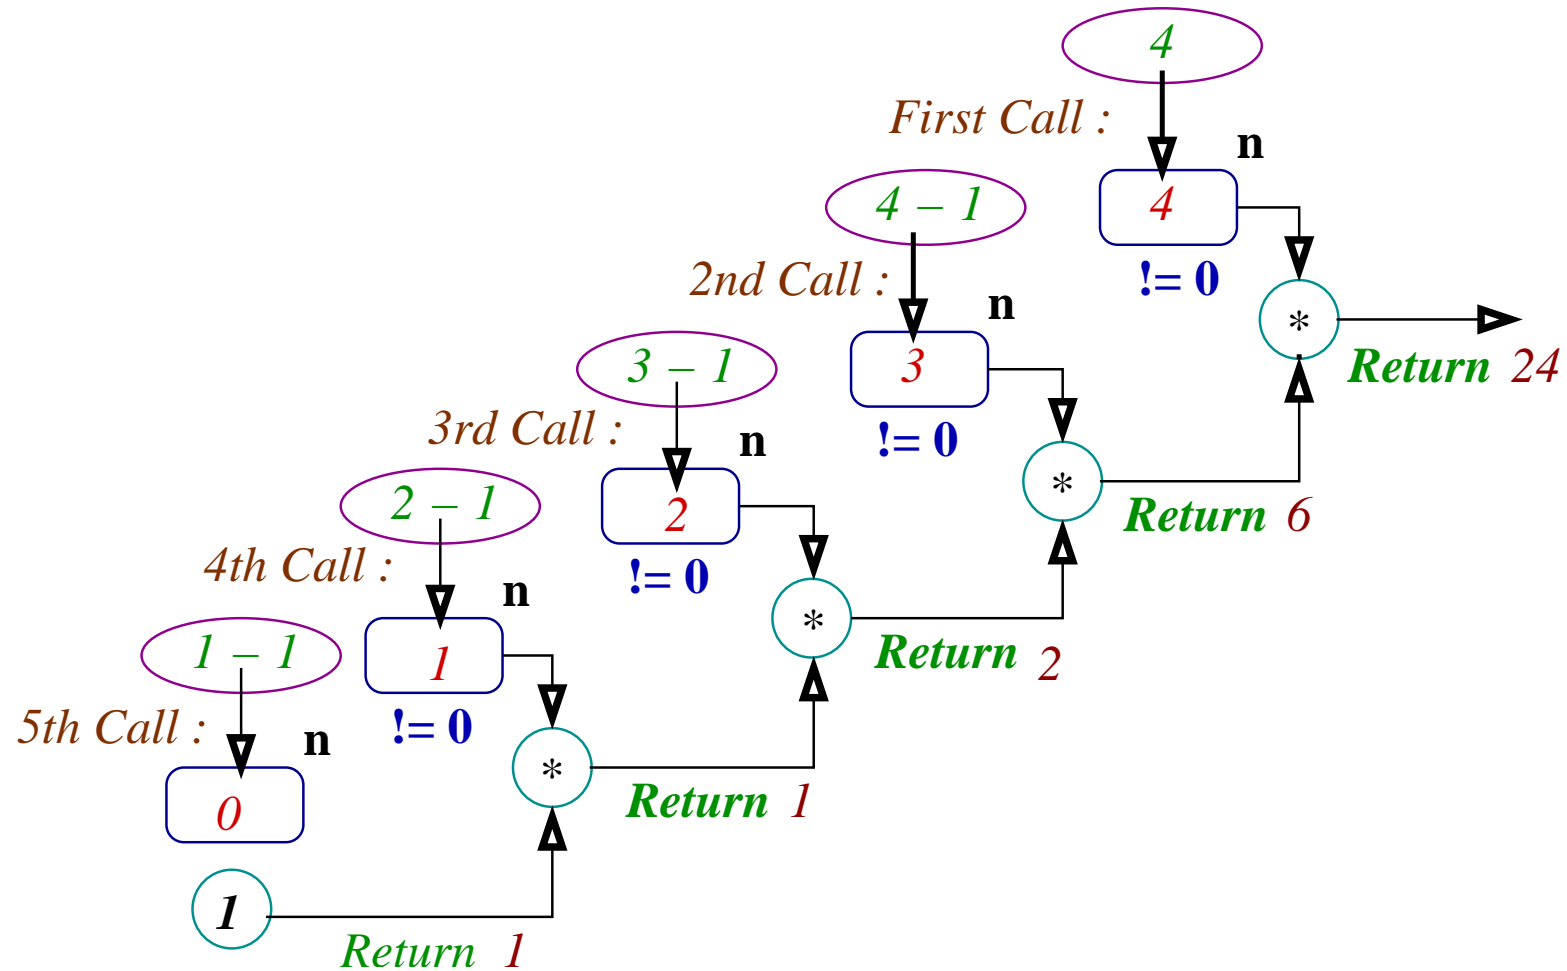 4
First Call :
n
4
!= 0
*
Return 24
4 – 1
2nd Call :
n
3
!= 0
*
Return 6
3 – 1
3rd Call :
n
2
!= 0
*
Return 2
2 – 1
4th Call :
n
1
!= 0
*
Return 1
1 – 1
5th Call :
n
0
1
Return 1